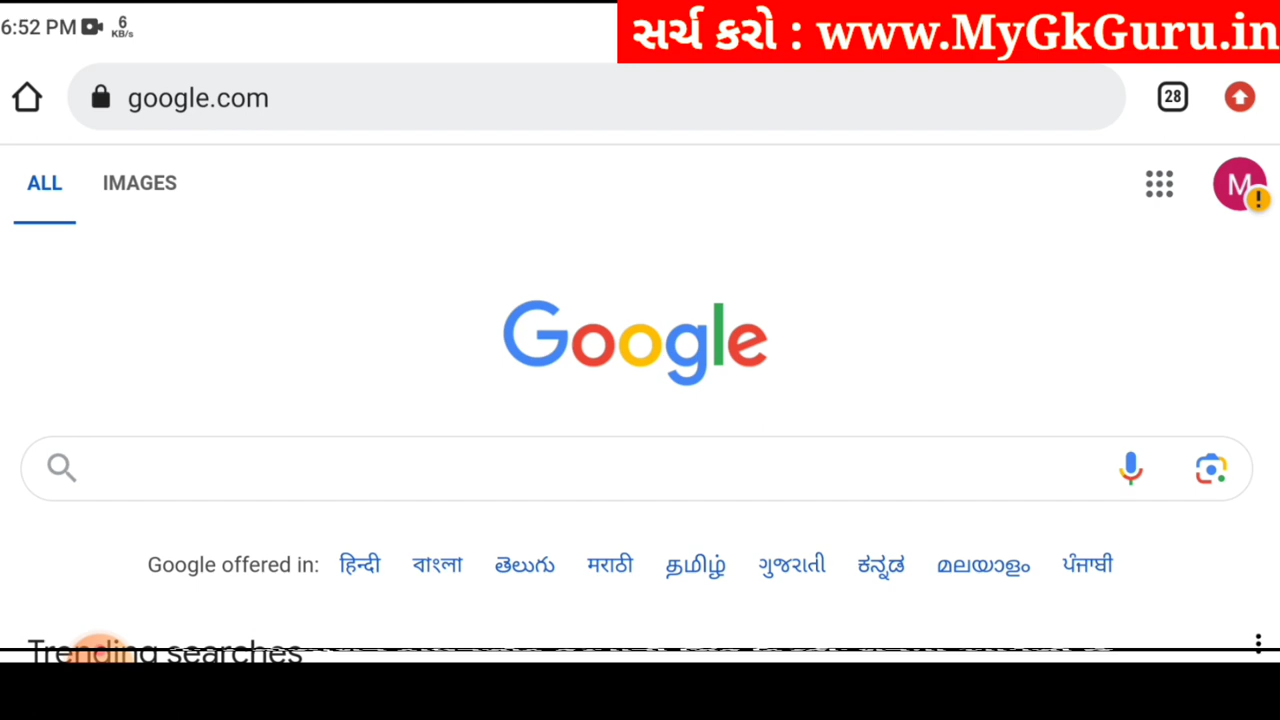 6:52 PM 6 KB/s
સર્ચ કરો : www.MyGkGuru.in
google.com
28
ALL IMAGES
M !
Google
Google offered in: हिन्दी বাংলা తెలుగు मराठी தமிழ் ગુજરાતી ಕನ್ನಡ മലയാളം ਪੰਜਾਬੀ
Trending searches